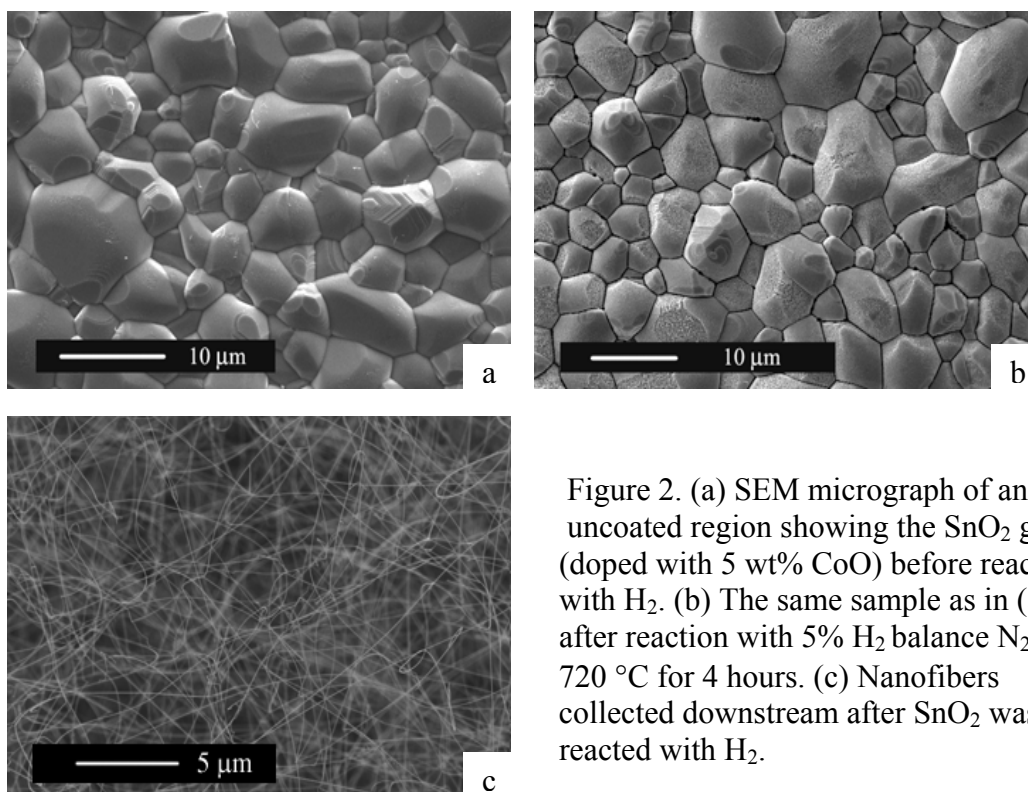 10 µm
a
10 µm
b
5 µm
c
Figure 2. (a) SEM micrograph of an
uncoated region showing the SnO₂
(doped with 5 wt% CoO) before
with H₂. (b) The same sample as in
after reaction with 5% H₂ balance N₂
720 °C for 4 hours. (c) Nanofibers
collected downstream after SnO₂ was
reacted with H₂.